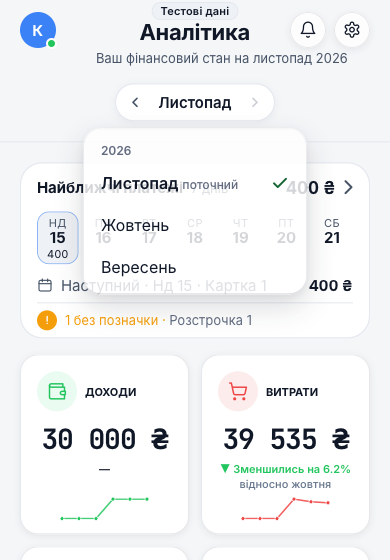 Тестові дані
К
Аналітика
Ваш фінансовий стан на листопад 2026
Листопад
2026
Листопад поточний
Жовтень
Вересень
400 ₴
НД ПН ВТ СР ЧТ ПТ СБ
15 16 17 18 19 20 21
400
Наступний · Нд 15 · Картка 1 400 ₴
! 1 без позначки · Розстрочка 1
ДОХОДИ
30 000 ₴
—
ВИТРАТИ
39 535 ₴
▼ Зменшились на 6.2%
відносно жовтня